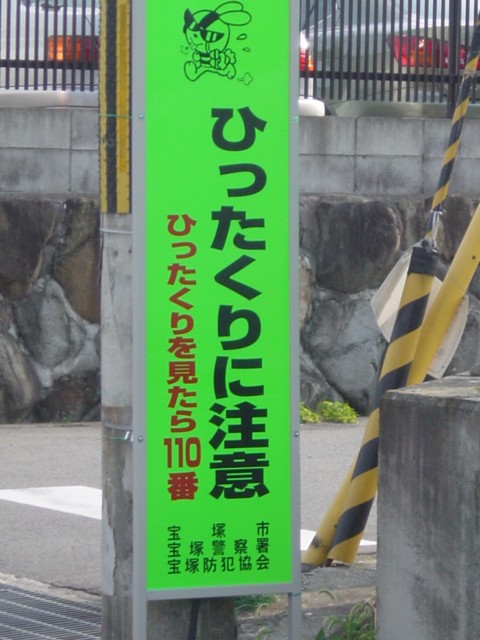 ひったくりに注意
ひったくりを見たら110番
宝塚市
宝塚警察署
宝塚防犯協会